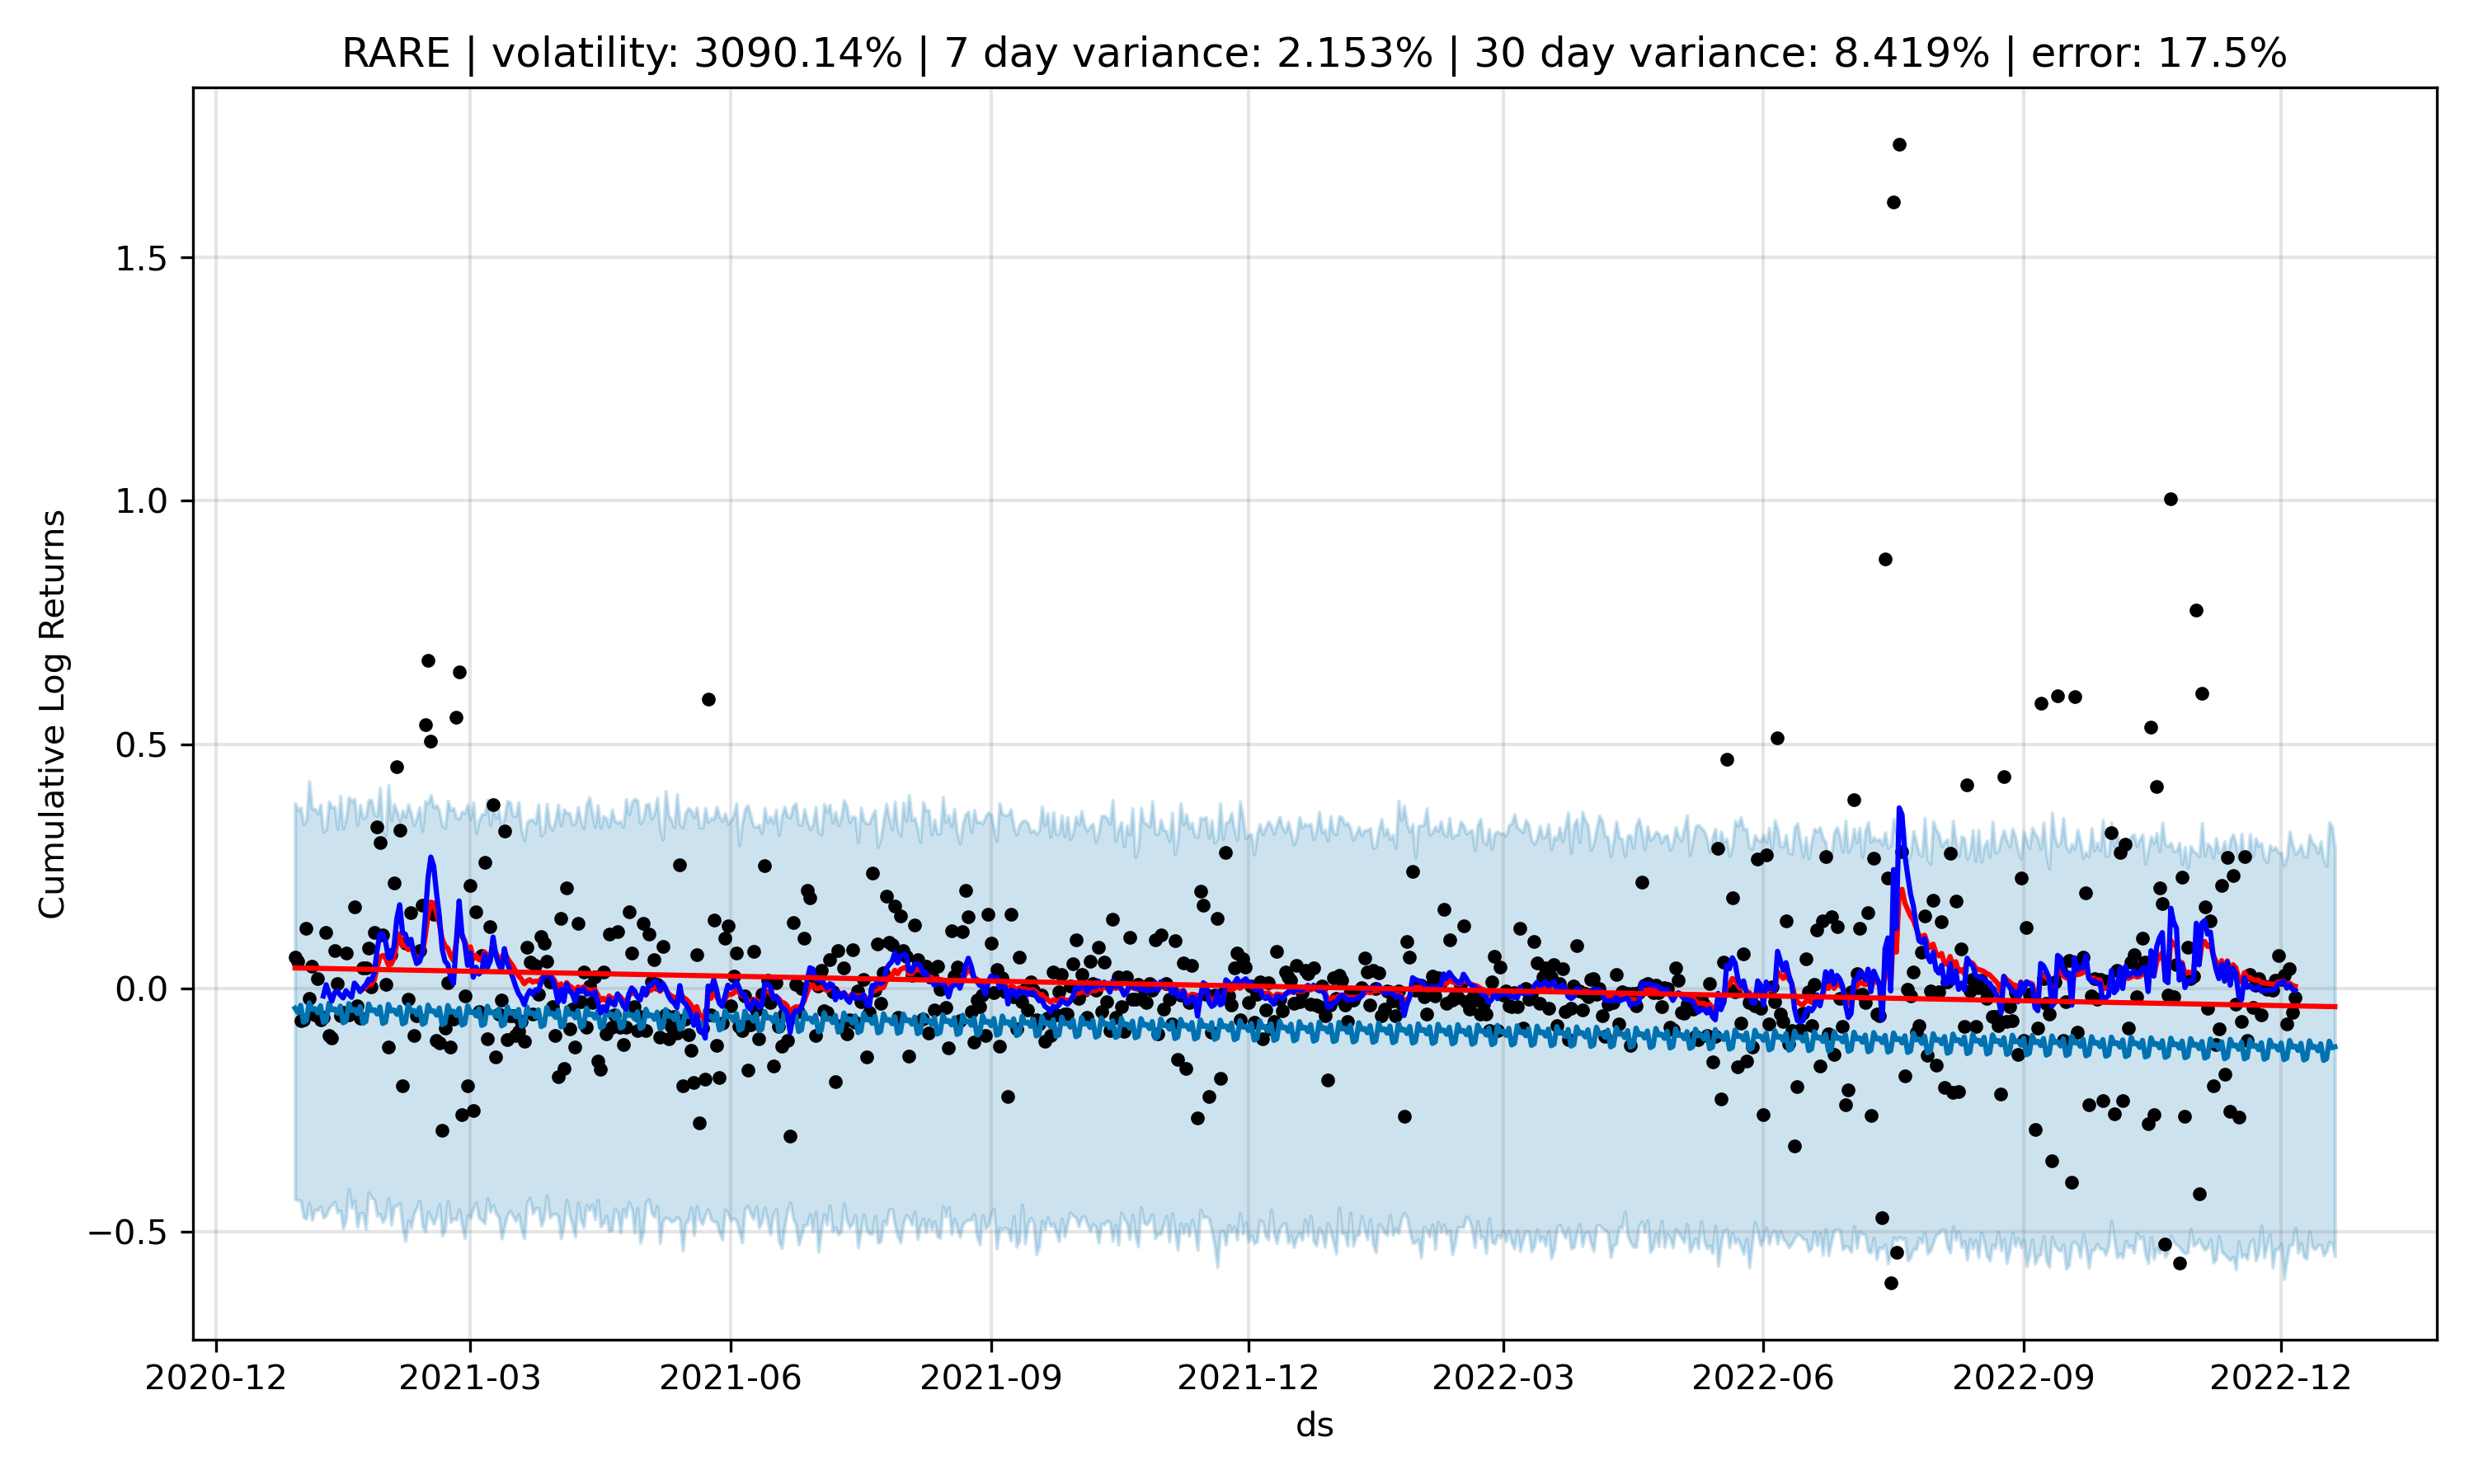 RARE | volatility: 3090.14% | 7 day variance: 2.153% | 30 day variance: 8.419% | error: 17.5%
Cumulative Log Returns
1.5
1.0
0.5
0.0
−0.5
2020-12 2021-03 2021-06 2021-09 2021-12 2022-03 2022-06 2022-09 2022-12
ds